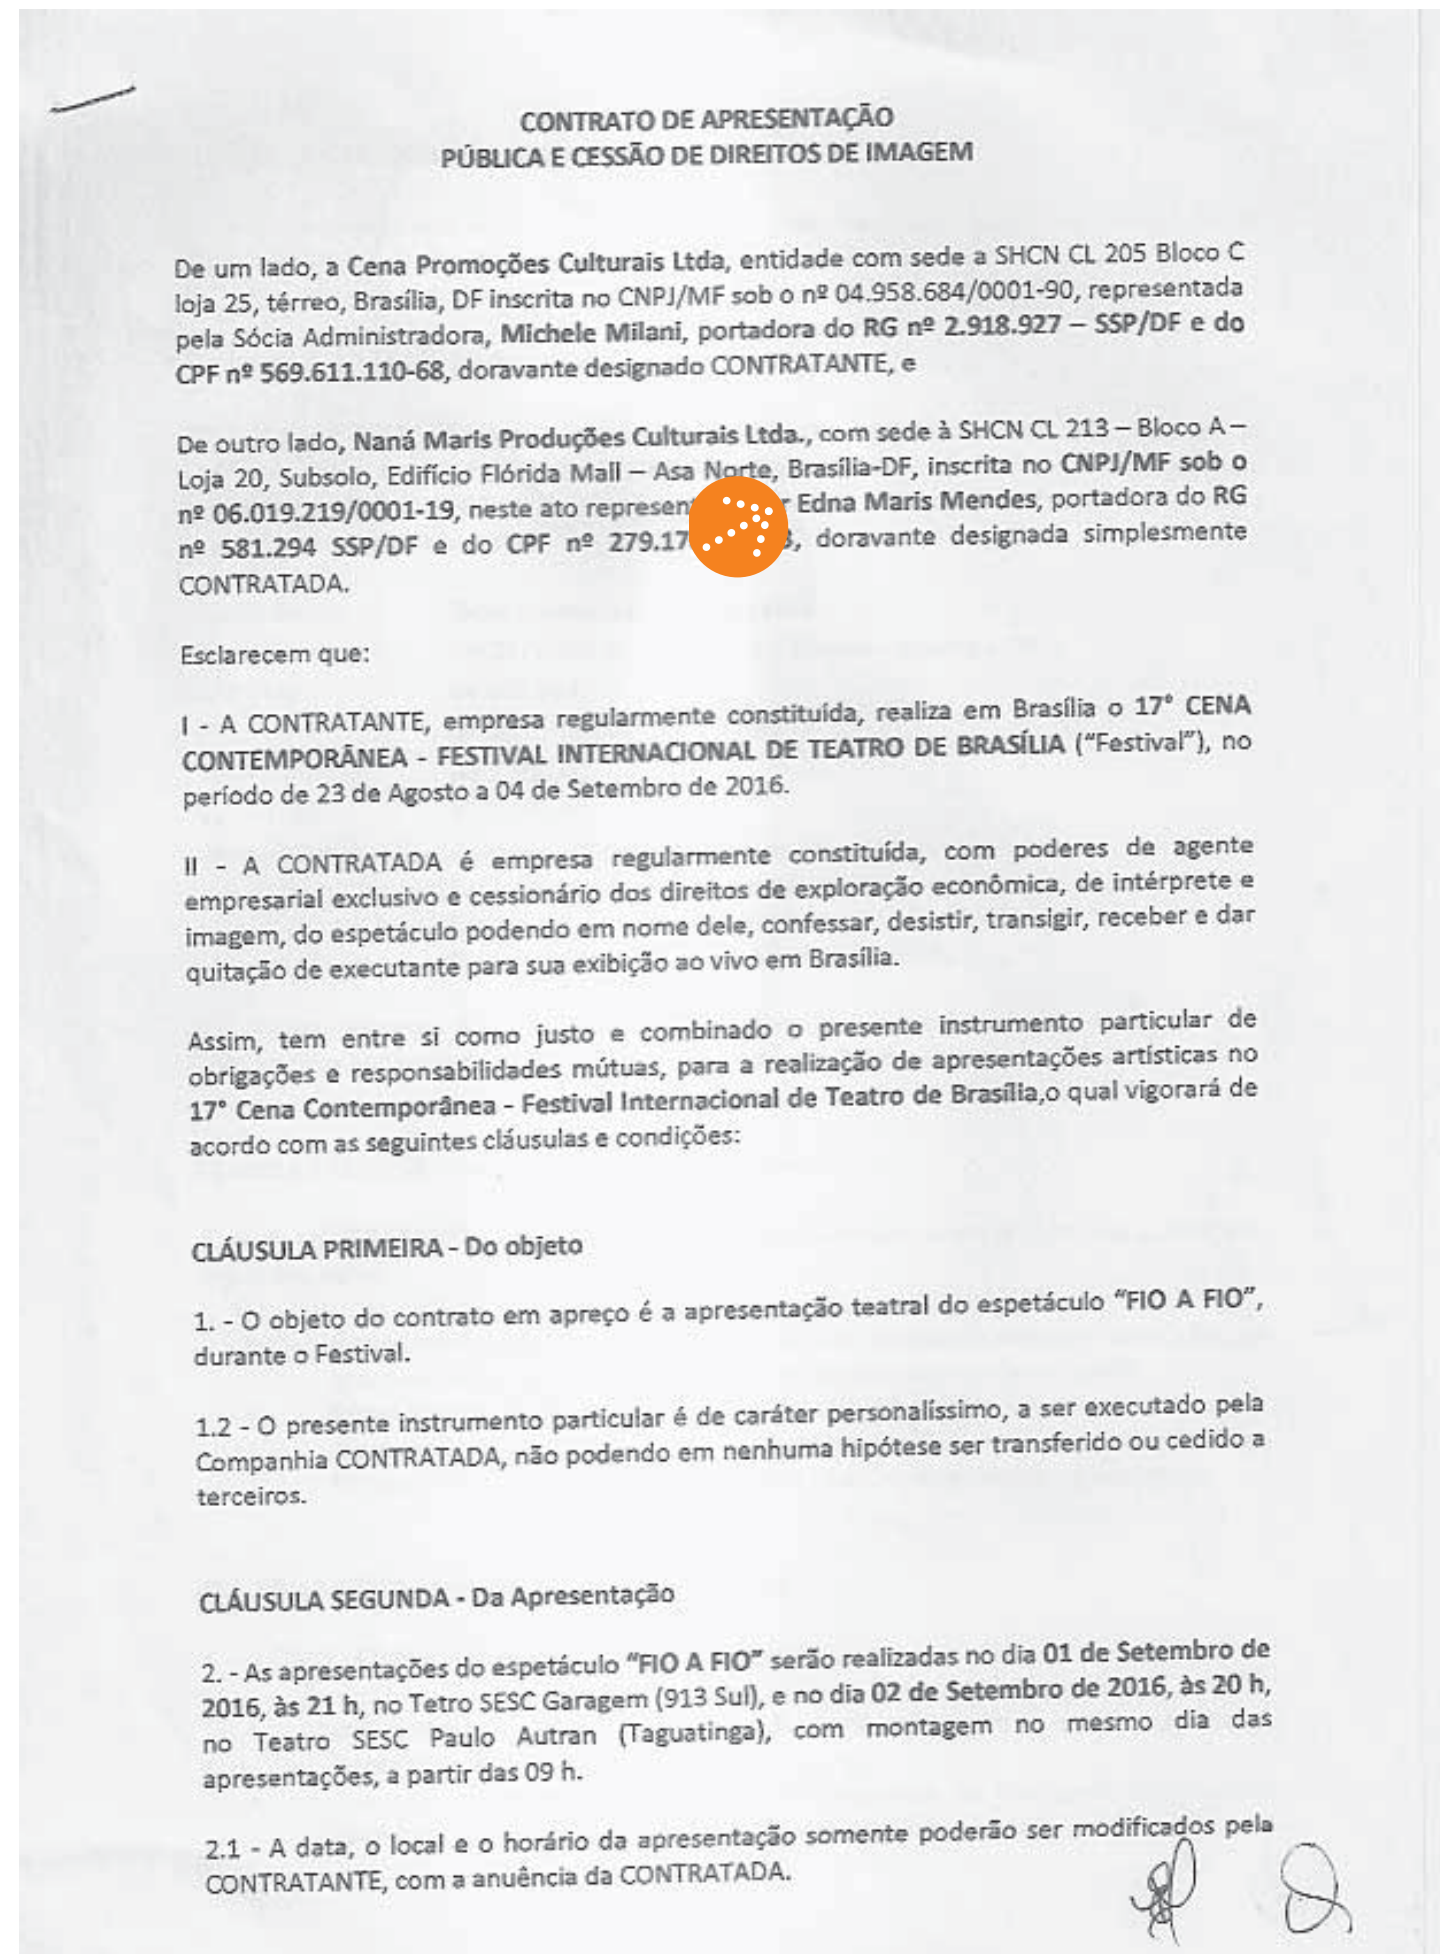 CONTRATO DE APRESENTAÇÃO
PÚBLICA E CESSÃO DE DIREITOS DE IMAGEM
De um lado, a Cena Promoções Culturais Ltda, entidade com sede a SHCN CL 205 Bloco C
loja 25, térreo, Brasília, DF inscrita no CNPJ/MF sob o nº 04.958.684/0001-90, representada
pela Sócia Administradora, Michele Milani, portadora do RG nº 2.918.927 – SSP/DF e do
CPF nº 569.611.110-68, doravante designado CONTRATANTE, e
De outro lado, Naná Maris Produções Culturais Ltda., com sede à SHCN CL 213 – Bloco A –
Loja 20, Subsolo, Edifício Flórida Mall – Asa Norte, Brasília-DF, inscrita no CNPJ/MF sob o
nº 06.019.219/0001-19, neste ato Edna Maris Mendes, portadora do RG
nº 581.294 SSP/DF e do CPF nº doravante designada simplesmente
CONTRATADA.
Esclarecem que:
I - A CONTRATANTE, empresa regularmente constituída, realiza em Brasília o 17° CENA
CONTEMPORÂNEA - FESTIVAL INTERNACIONAL DE TEATRO DE BRASÍLIA (“Festival”), no
período de 23 de Agosto a 04 de Setembro de 2016.
II - A CONTRATADA é empresa regularmente constituída, com poderes de agente
empresarial exclusivo e cessionário dos direitos de exploração econômica, de intérprete e
imagem, do espetáculo podendo em nome dele, confessar, desistir, transigir, receber e dar
quitação de executante para sua exibição ao vivo em Brasília.
Assim, tem entre si como justo e combinado o presente instrumento particular de
obrigações e responsabilidades mútuas, para a realização de apresentações artísticas no
17° Cena Contemporânea - Festival Internacional de Teatro de Brasília,o qual vigorará de
acordo com as seguintes cláusulas e condições:
CLÁUSULA PRIMEIRA - Do objeto
1. - O objeto do contrato em apreço é a apresentação teatral do espetáculo “FIO A FIO”,
durante o Festival.
1.2 - O presente instrumento particular é de caráter personalíssimo, a ser executado pela
Companhia CONTRATADA, não podendo em nenhuma hipótese ser transferido ou cedido a
terceiros.
CLÁUSULA SEGUNDA - Da Apresentação
2. - As apresentações do espetáculo “FIO A FIO” serão realizadas no dia 01 de Setembro de
2016, às 21 h, no Tetro SESC Garagem (913 Sul), e no dia 02 de Setembro de 2016, às 20 h,
no Teatro SESC Paulo Autran (Taguatinga), com montagem no mesmo dia das
apresentações, a partir das 09 h.
2.1 - A data, o local e o horário da apresentação somente poderão ser modificados pela
CONTRATANTE, com a anuência da CONTRATADA.